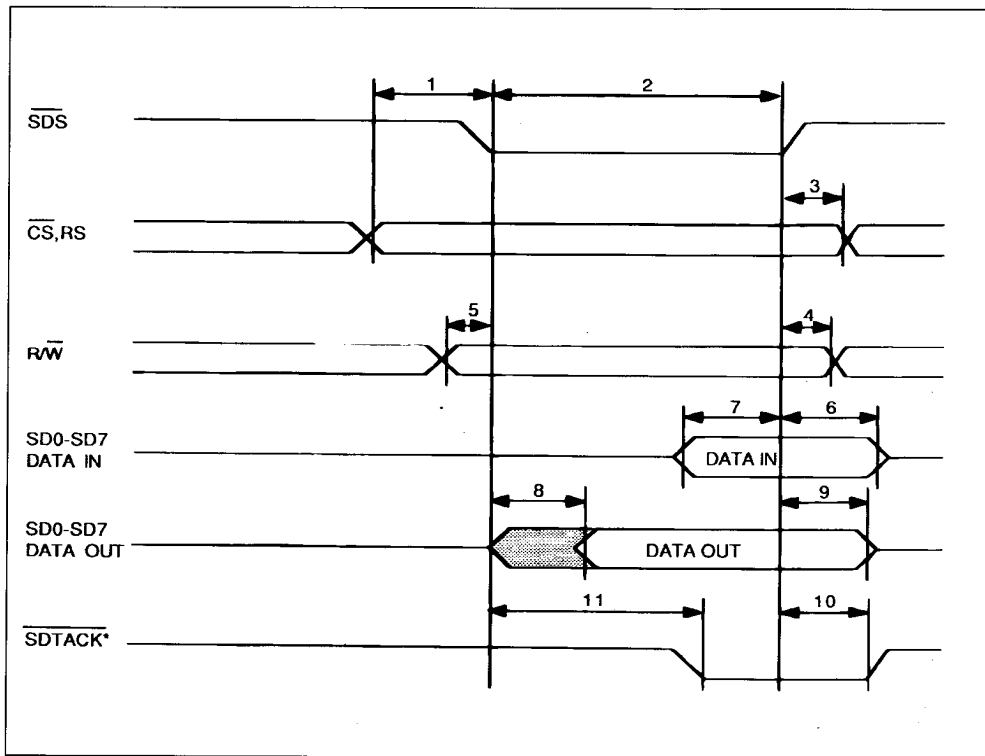 1 2
SDS
3
CS,RS
5 4
R/W
7 6
SD0-SD7
DATA IN
DATA IN
8 9
SD0-SD7
DATA OUT
DATA OUT
11 10
SDTACK*